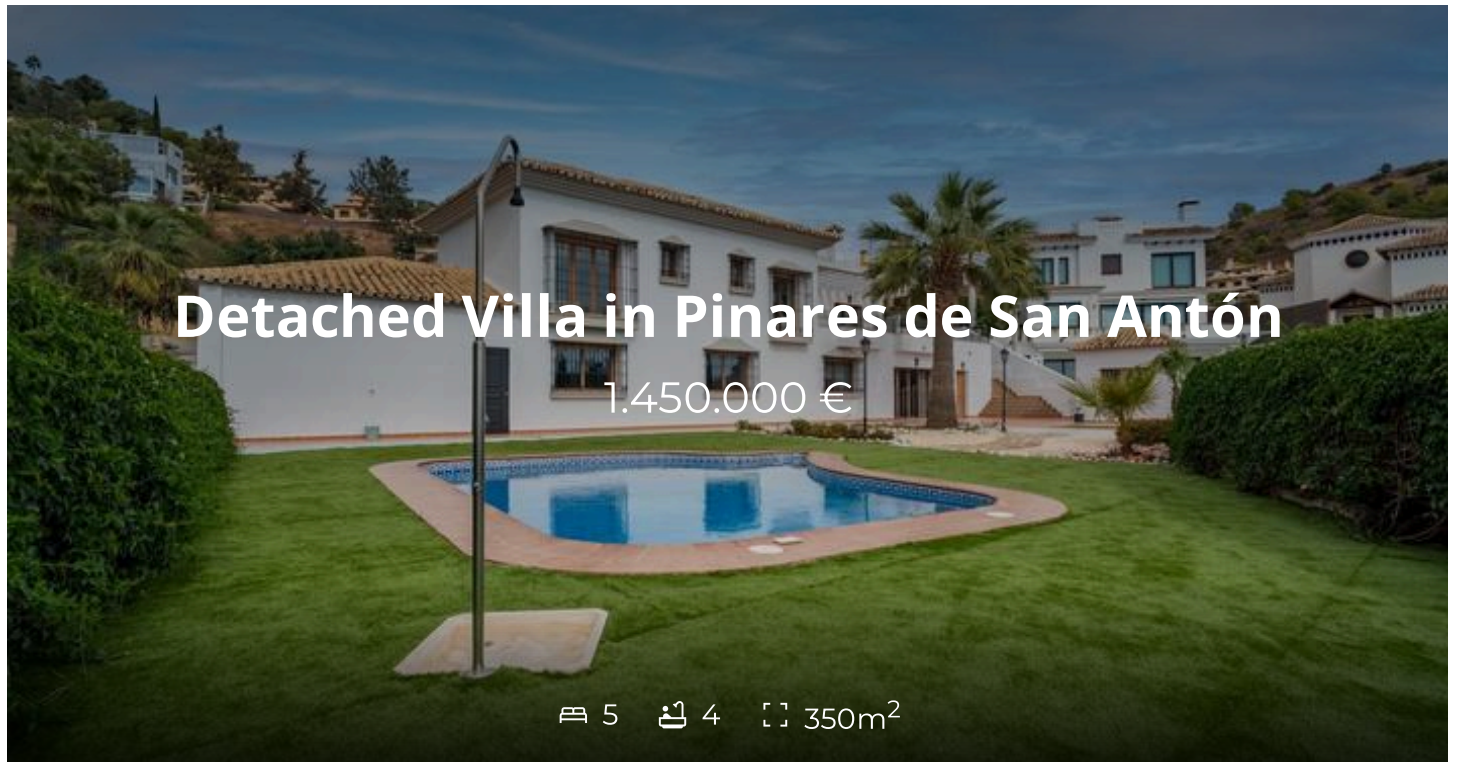 Detached Villa in Pinares de San Antón
1.450.000 €
5 4 350m²